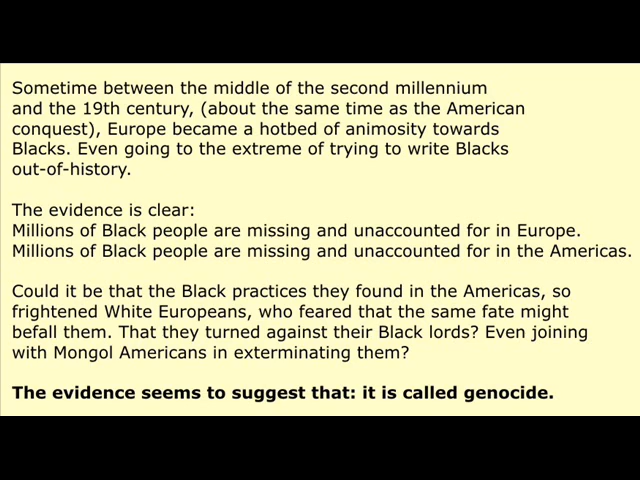 Sometime between the middle of the second millennium
and the 19th century, (about the same time as the American
conquest), Europe became a hotbed of animosity towards
Blacks. Even going to the extreme of trying to write Blacks
out-of-history.
The evidence is clear:
Millions of Black people are missing and unaccounted for in Europe.
Millions of Black people are missing and unaccounted for in the Americas.
Could it be that the Black practices they found in the Americas, so
frightened White Europeans, who feared that the same fate might
befall them. That they turned against their Black lords? Even joining
with Mongol Americans in exterminating them?
The evidence seems to suggest that: it is called genocide.